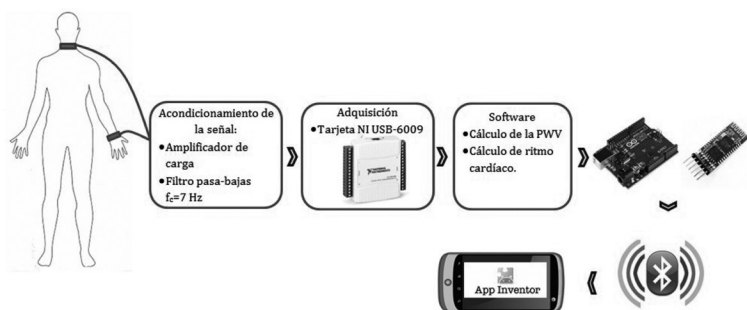 Acondicionamiento de
la señal:
•Amplificador de
carga
•Filtro pasa-bajas
fc=7 Hz
Adquisición
•Tarjeta NI USB-6009
Software
•Cálculo de la PWV
•Cálculo de ritmo
cardíaco.
App Inventor